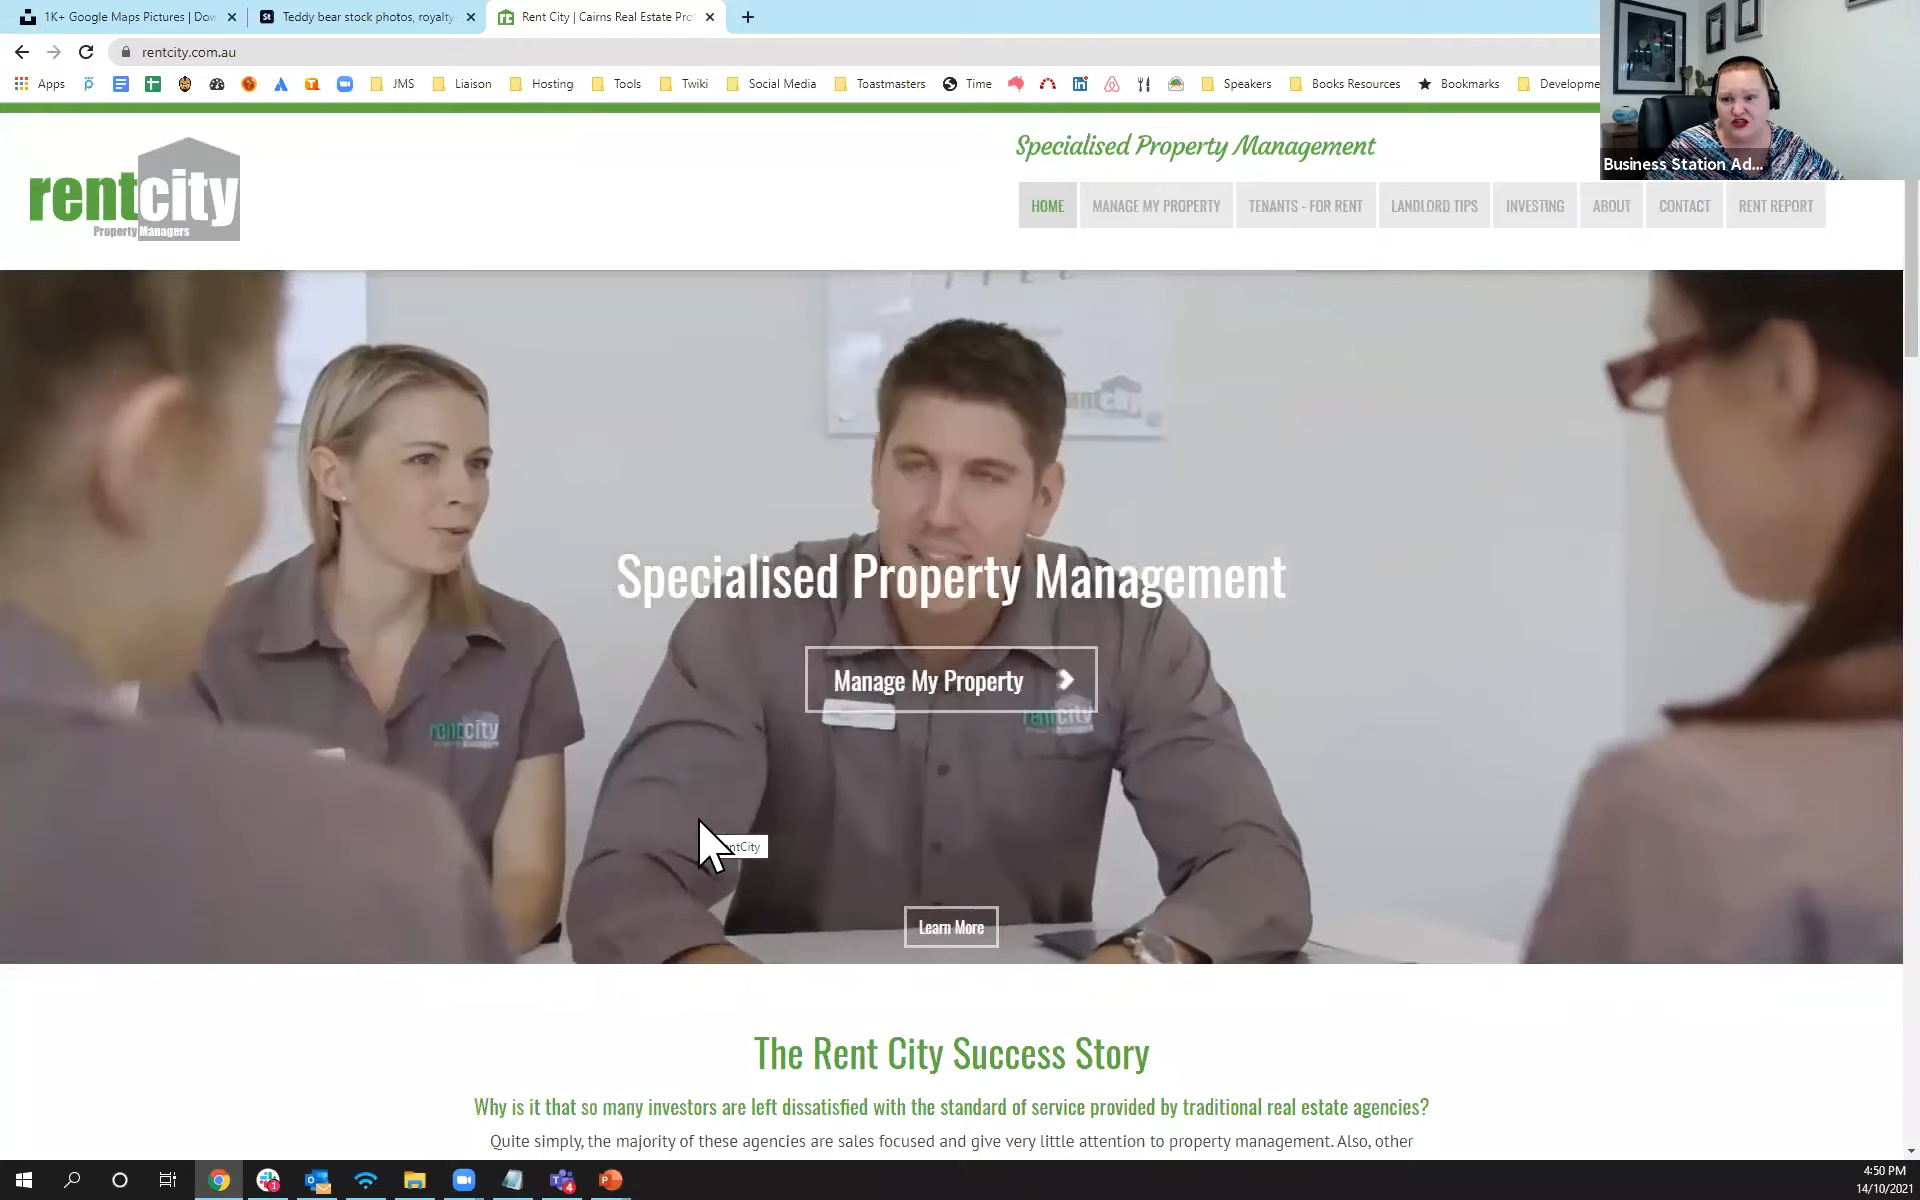 1K+ Google Maps Pictures | Do
Teddy bear stock photos, royalty-
Rent City | Cairns Real Estate Pro
rentcity.com.au
Apps
JMS
Liaison
Hosting
Tools
Twiki
Social Media
Toastmasters
Time
Speakers
Books Resources
Bookmarks
Developme
Business Station Ad...
rentcity
Property Managers
Specialised Property Management
HOME
MANAGE MY PROPERTY
TENANTS - FOR RENT
LANDLORD TIPS
INVESTING
ABOUT
CONTACT
RENT REPORT
Specialised Property Management
Manage My Property
rentcity
rentcity
ntCity
Learn More
The Rent City Success Story
Why is it that so many investors are left dissatisfied with the standard of service provided by traditional real estate agencies?
Quite simply, the majority of these agencies are sales focused and give very little attention to property management. Also, other
4:50 PM
14/10/2021